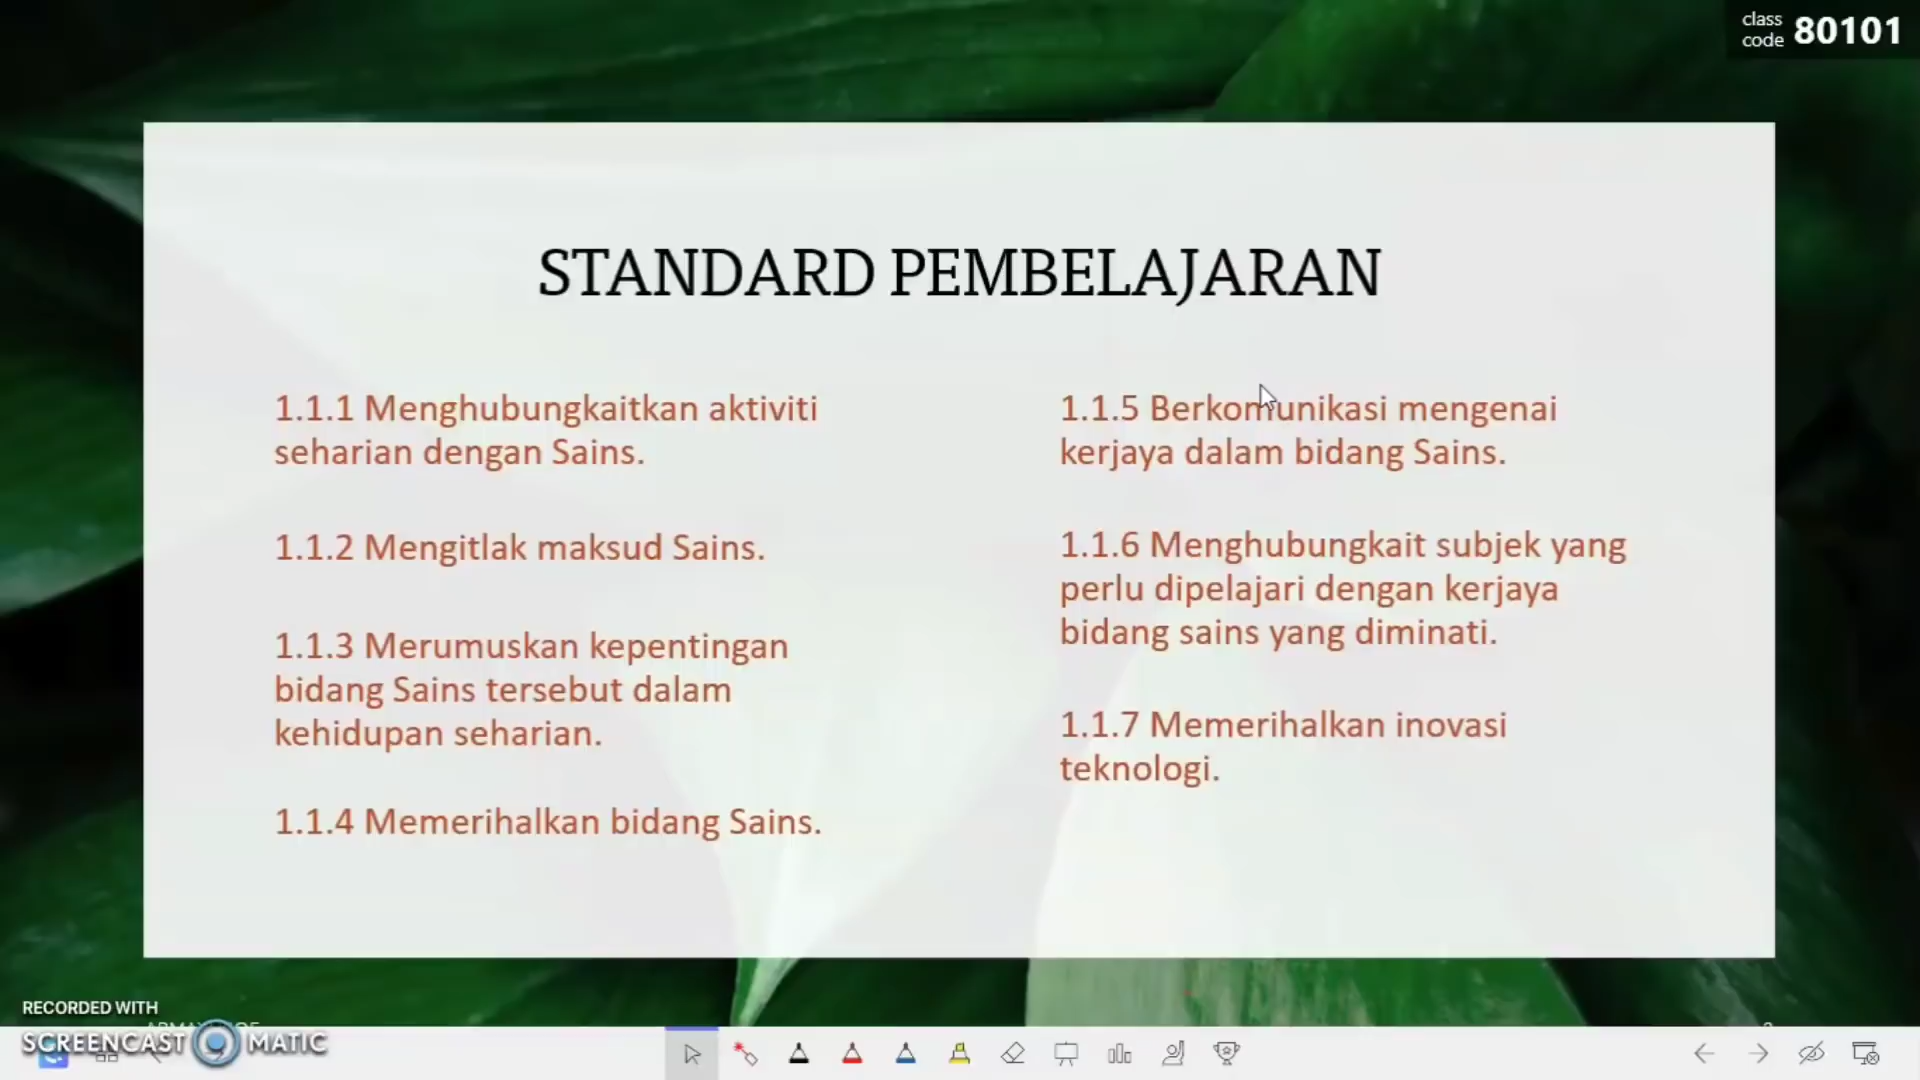 class
code 80101
STANDARD PEMBELAJARAN
1.1.1 Menghubungkaitkan aktiviti
seharian dengan Sains.
1.1.2 Mengitlak maksud Sains.
1.1.3 Merumuskan kepentingan
bidang Sains tersebut dalam
kehidupan seharian.
1.1.4 Memerihalkan bidang Sains.
1.1.5 Berkomunikasi mengenai
kerjaya dalam bidang Sains.
1.1.6 Menghubungkait subjek yang
perlu dipelajari dengan kerjaya
bidang sains yang diminati.
1.1.7 Memerihalkan inovasi
teknologi.
RECORDED WITH
SCREENCAST MATIC